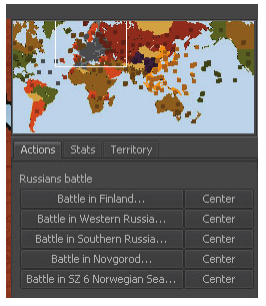 Actions Stats Territory
Russians battle
Battle in Finland... Center
Battle in Western Russia... Center
Battle in Southern Russia... Center
Battle in Novgorod... Center
Battle in SZ 6 Norwegian Sea... Center